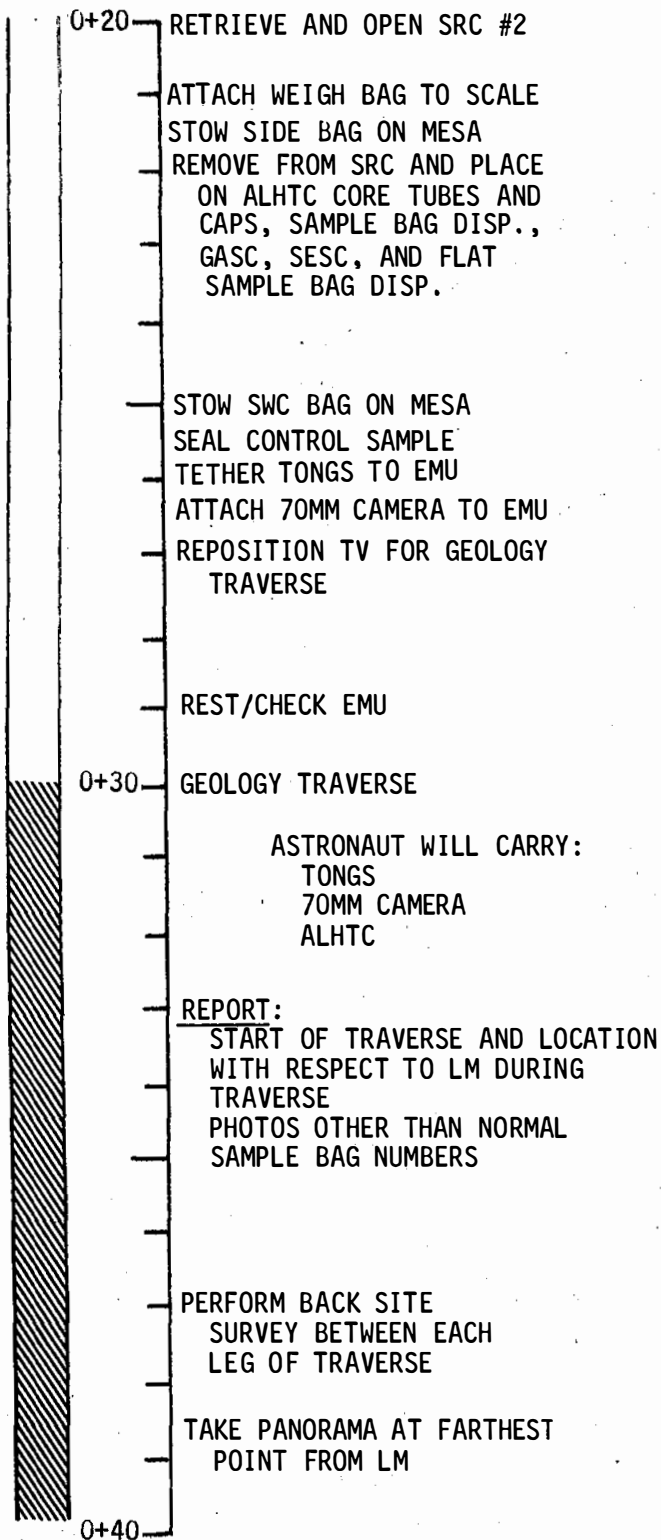 0+20 RETRIEVE AND OPEN SRC #2
ATTACH WEIGH BAG TO SCALE
STOW SIDE BAG ON MESA
REMOVE FROM SRC AND PLACE
ON ALHTC CORE TUBES AND
CAPS, SAMPLE BAG DISP.,
GASC, SESC, AND FLAT
SAMPLE BAG DISP.
STOW SWC BAG ON MESA
SEAL CONTROL SAMPLE
TETHER TONGS TO EMU
ATTACH 70MM CAMERA TO EMU
REPOSITION TV FOR GEOLOGY
TRAVERSE
REST/CHECK EMU
0+30 GEOLOGY TRAVERSE
ASTRONAUT WILL CARRY:
TONGS
70MM CAMERA
ALHTC
REPORT:
START OF TRAVERSE AND LOCATION
WITH RESPECT TO LM DURING
TRAVERSE
PHOTOS OTHER THAN NORMAL
SAMPLE BAG NUMBERS
PERFORM BACK SITE
SURVEY BETWEEN EACH
LEG OF TRAVERSE
TAKE PANORAMA AT FARTHEST
POINT FROM LM
0+40